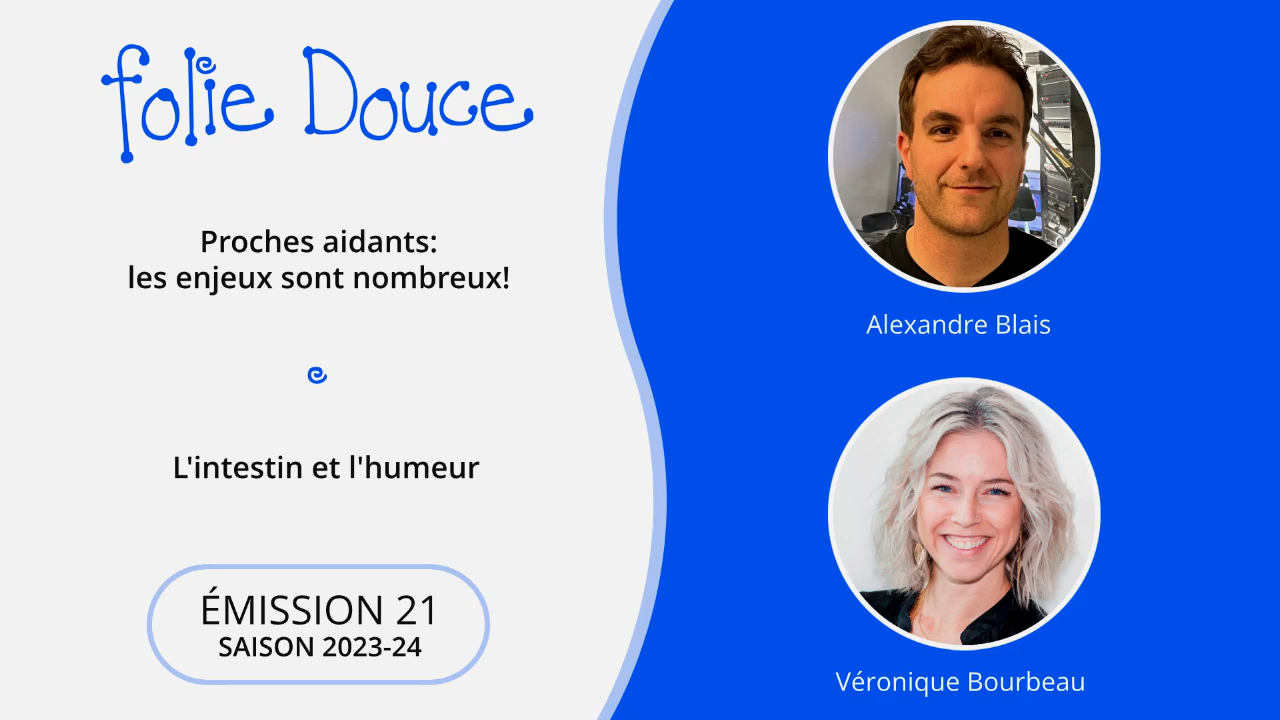 folie Douce
Proches aidants:
les enjeux sont nombreux!
L'intestin et l'humeur
ÉMISSION 21
SAISON 2023-24
Alexandre Blais
Véronique Bourbeau